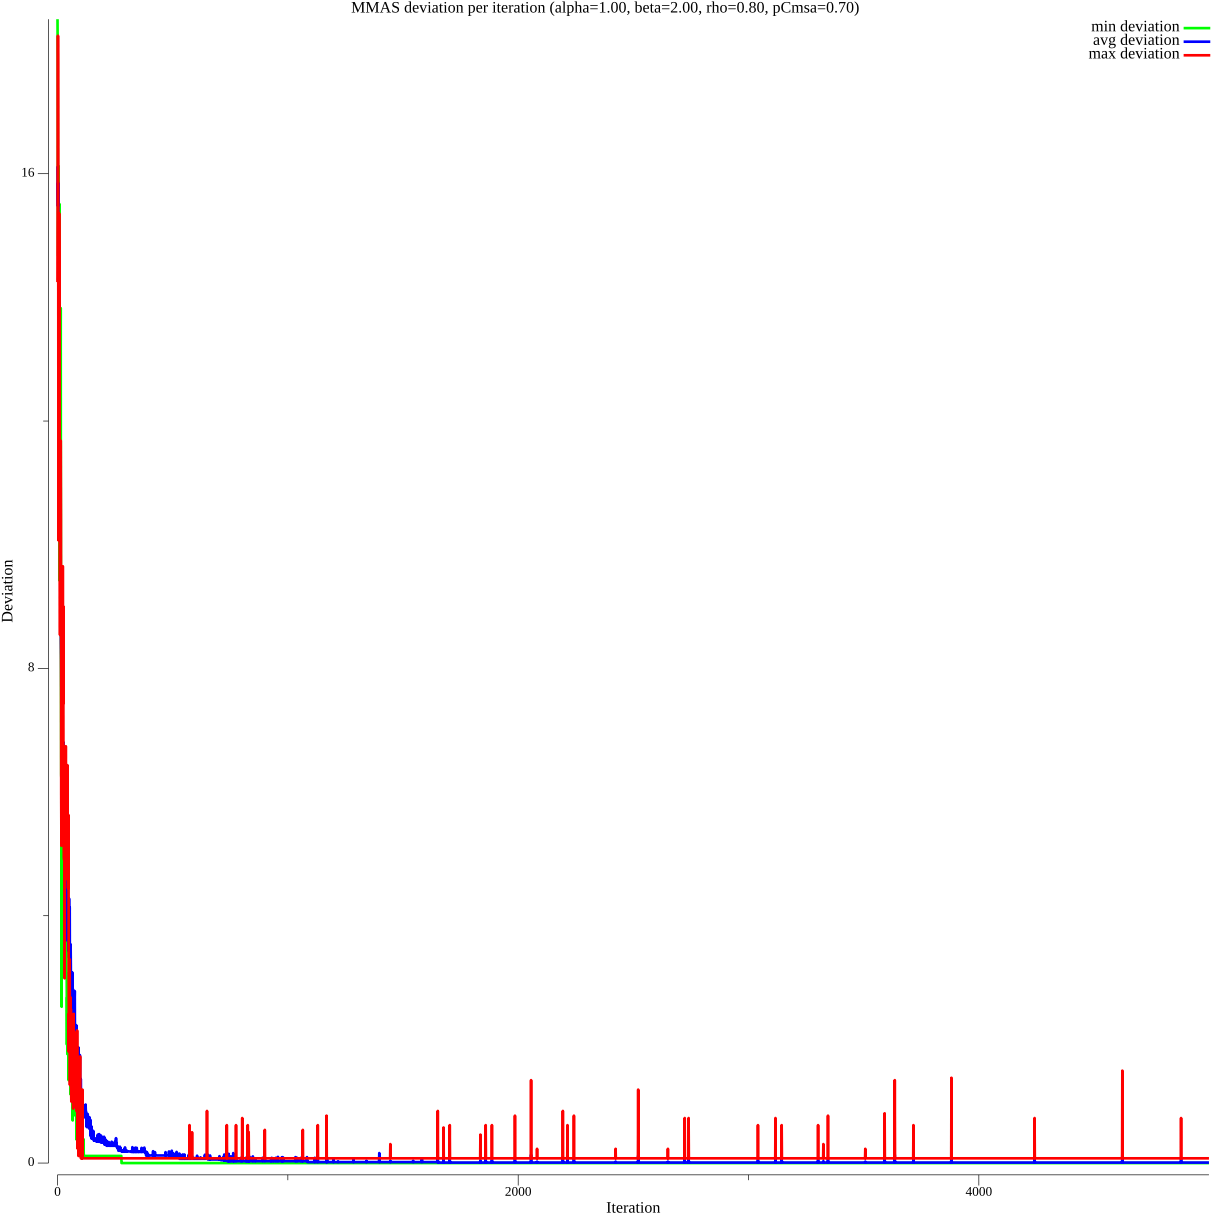 MMAS deviation per iteration (alpha=1.00, beta=2.00, rho=0.80, pCmsa=0.70)
min deviation
avg deviation
max deviation
16
8
0
Deviation
0 2000 4000
Iteration